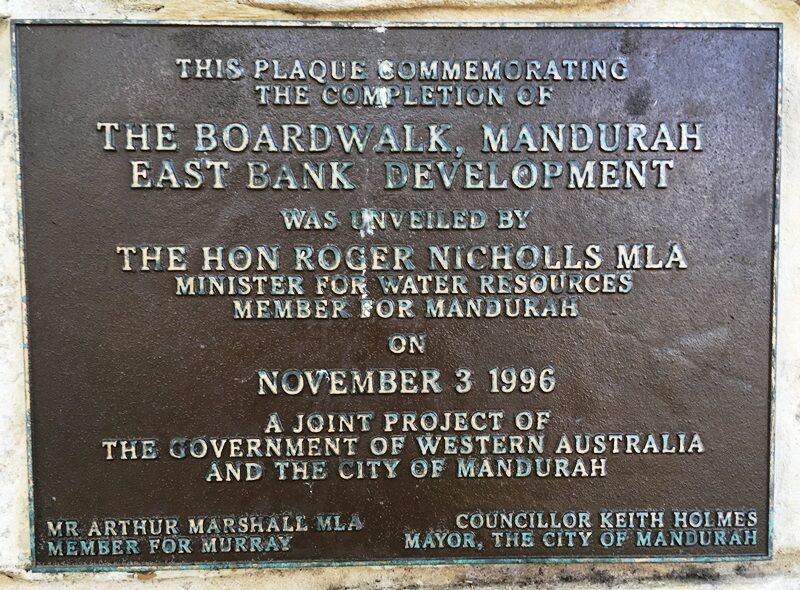 THIS PLAQUE COMMEMORATING
THE COMPLETION OF
THE BOARDWALK, MANDURAH
EAST BANK DEVELOPMENT
WAS UNVEILED BY
THE HON ROGER NICHOLLS MLA
MINISTER FOR WATER RESOURCES
MEMBER FOR MANDURAH
ON
NOVEMBER 3 1996
A JOINT PROJECT OF
THE GOVERNMENT OF WESTERN AUSTRALIA
AND THE CITY OF MANDURAH
MR ARTHUR MARSHALL MLA
MEMBER FOR MURRAY
COUNCILLOR KEITH HOLMES
MAYOR, THE CITY OF MANDURAH